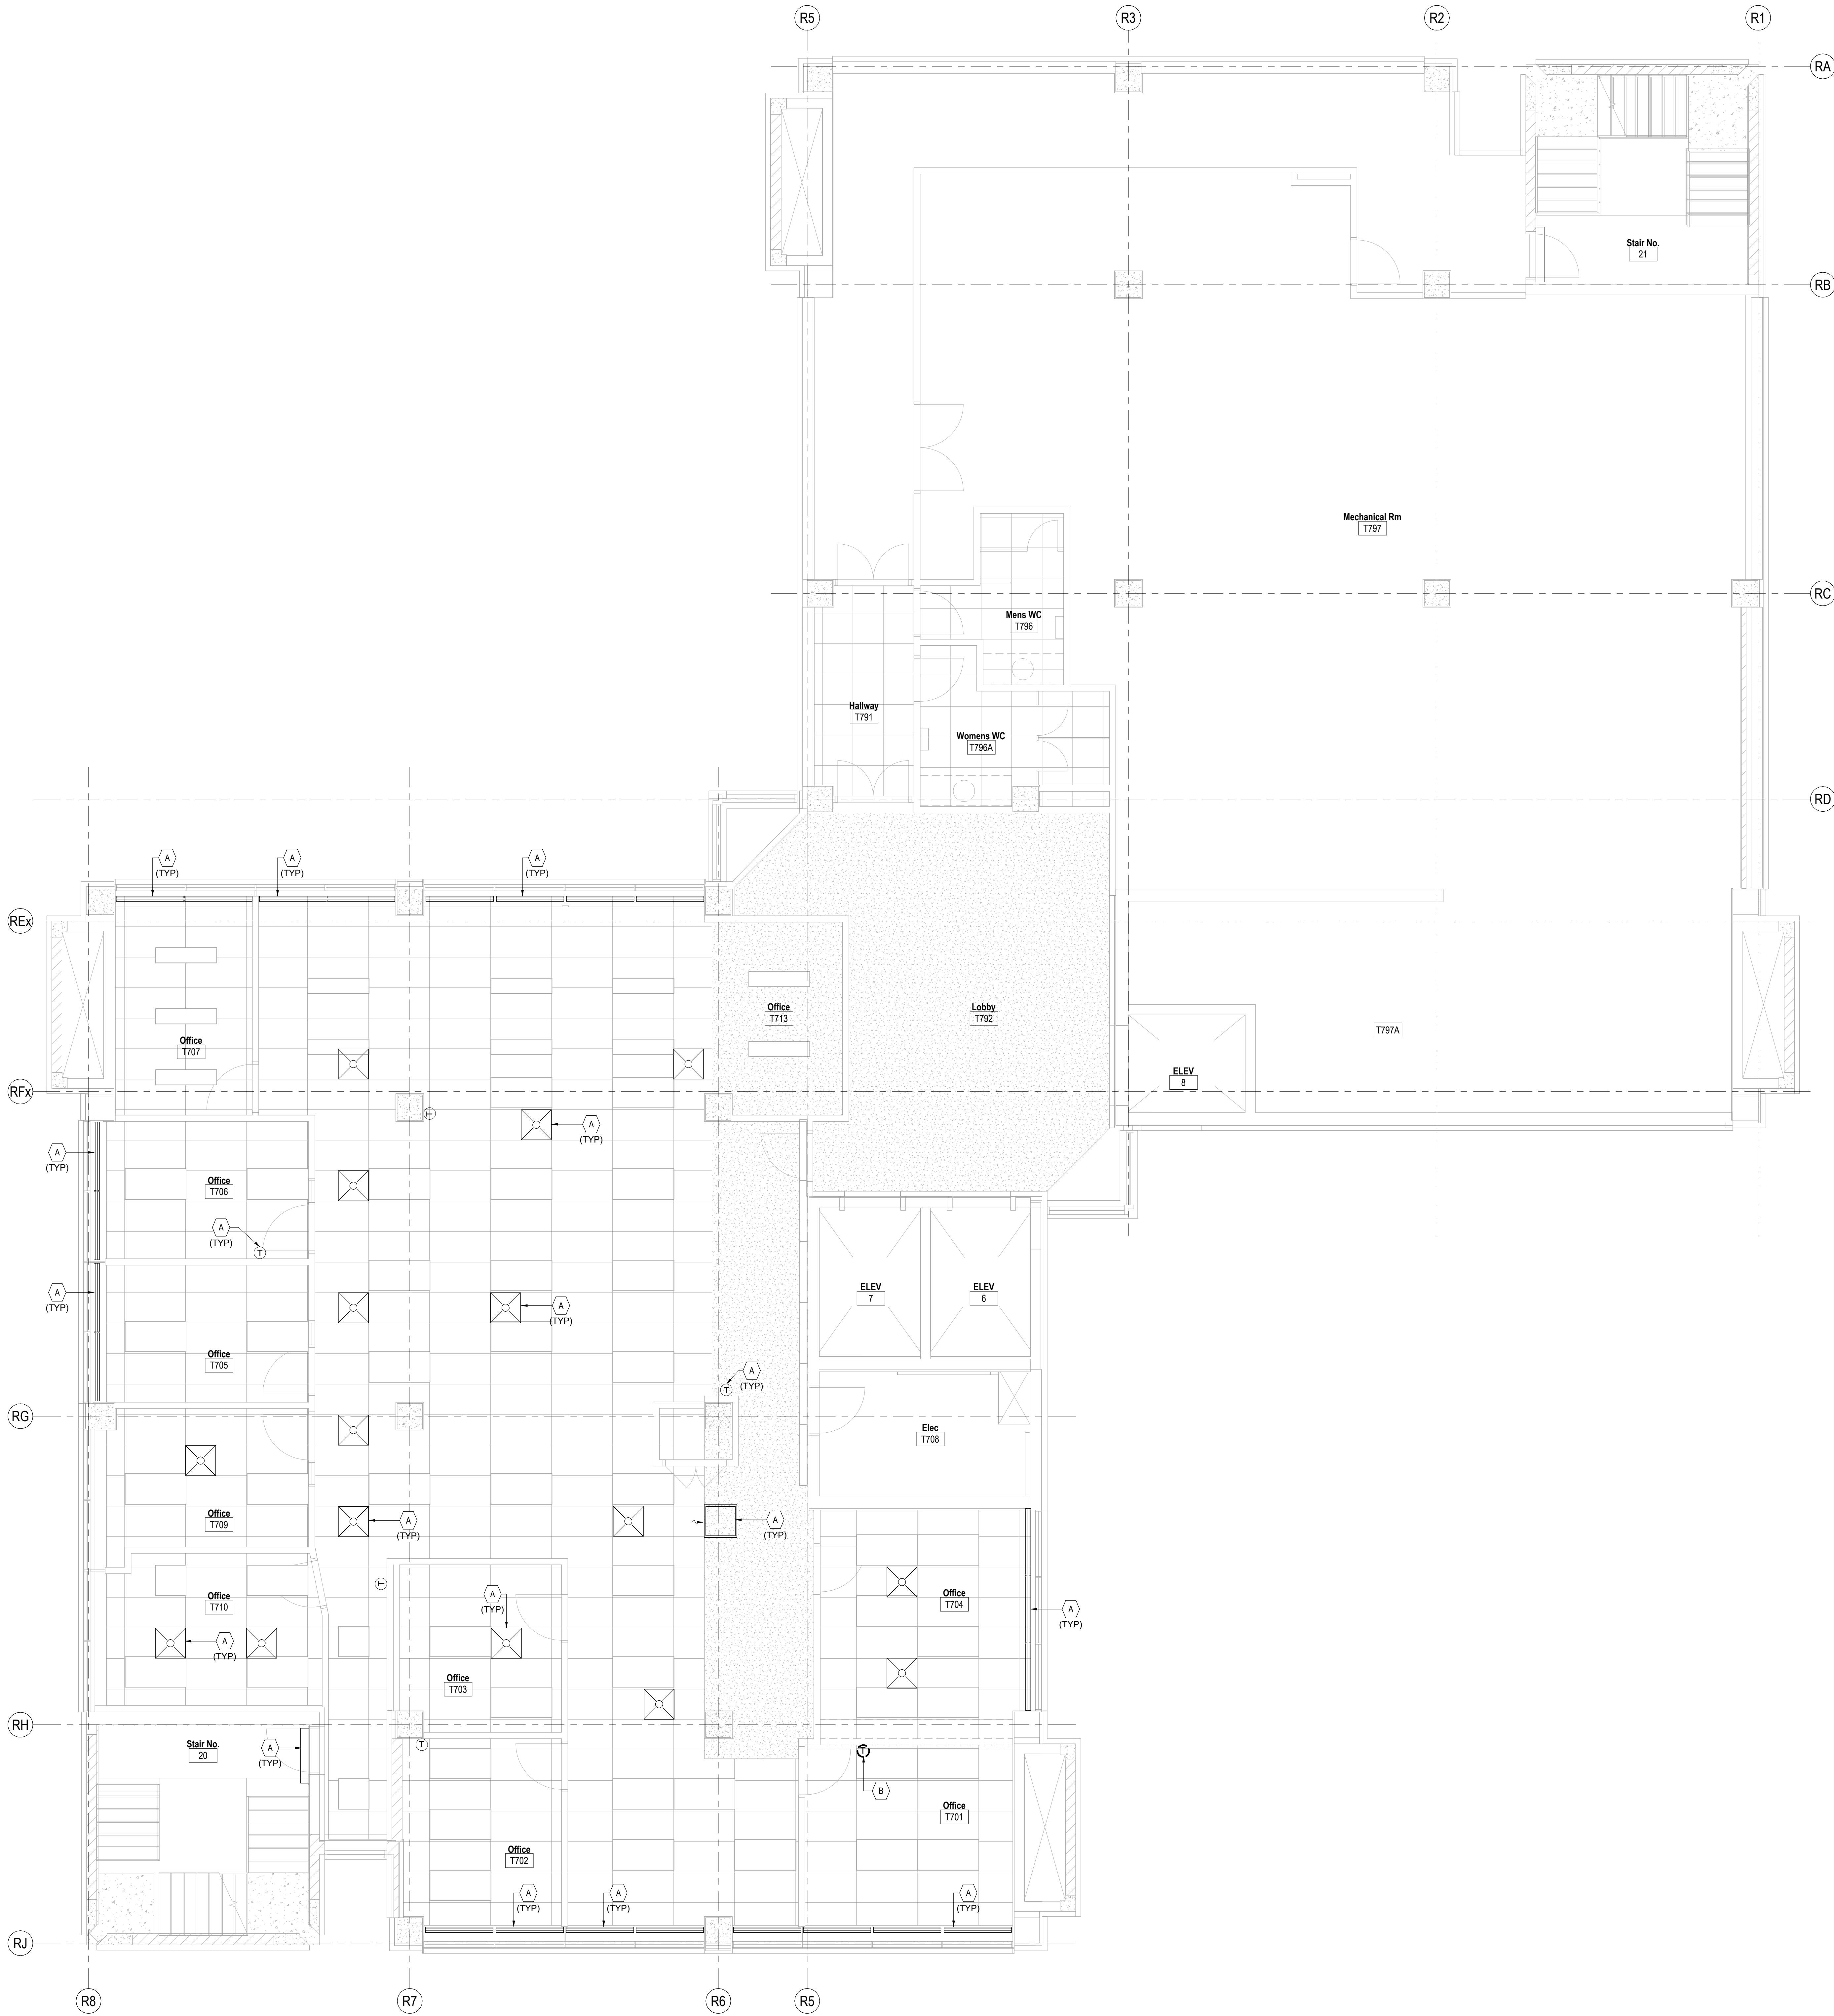 R5
R3
R2
R1
RA
Stair No.
21
RB
Mechanical Rm
T797
RC
Mens WC
T796
Hallway
T791
Womens WC
T796A
RD
A
(TYP)
A
(TYP)
A
(TYP)
REx
Office
T707
Office
T713
Lobby
T792
T797A
ELEV
8
RFx
T
A
(TYP)
A
(TYP)
Office
T706
A
(TYP)
T
A
(TYP)
A
(TYP)
ELEV
7
ELEV
6
Office
T705
A
(TYP)
T
RG
Elec
T708
Office
T709
A
(TYP)
A
(TYP)
T
Office
T710
A
(TYP)
A
(TYP)
Office
T703
Office
T704
A
(TYP)
RH
Stair No.
20
A
(TYP)
T
T
B
Office
T701
Office
T702
A
(TYP)
A
(TYP)
A
(TYP)
RJ
R8
R7
R6
R5